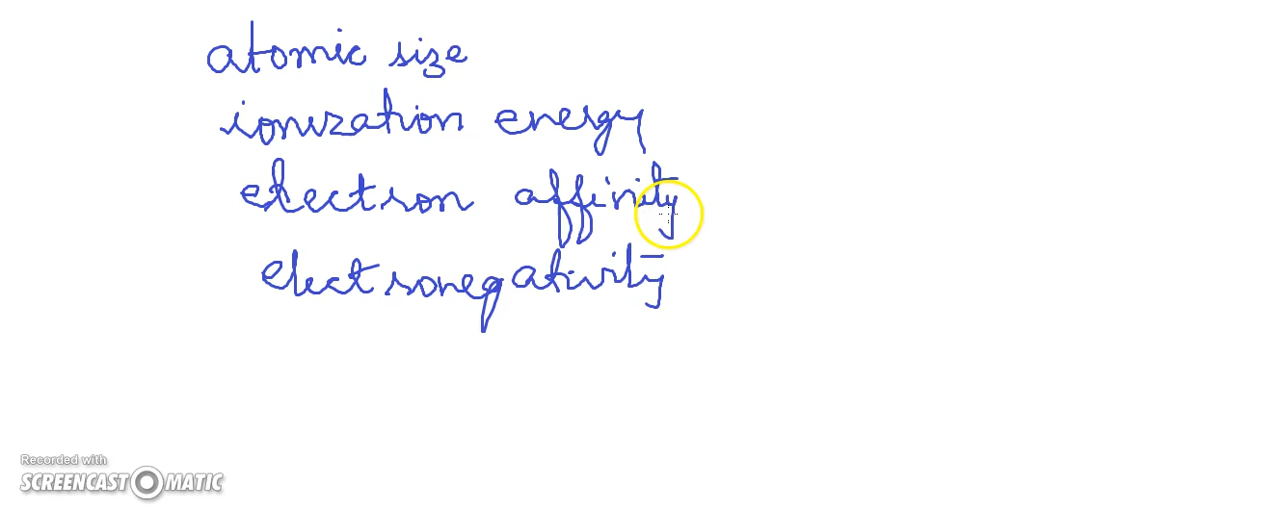 atomic size
ionization energy
electron affinity
electronegativity
Recorded with
SCREENCAST MATIC